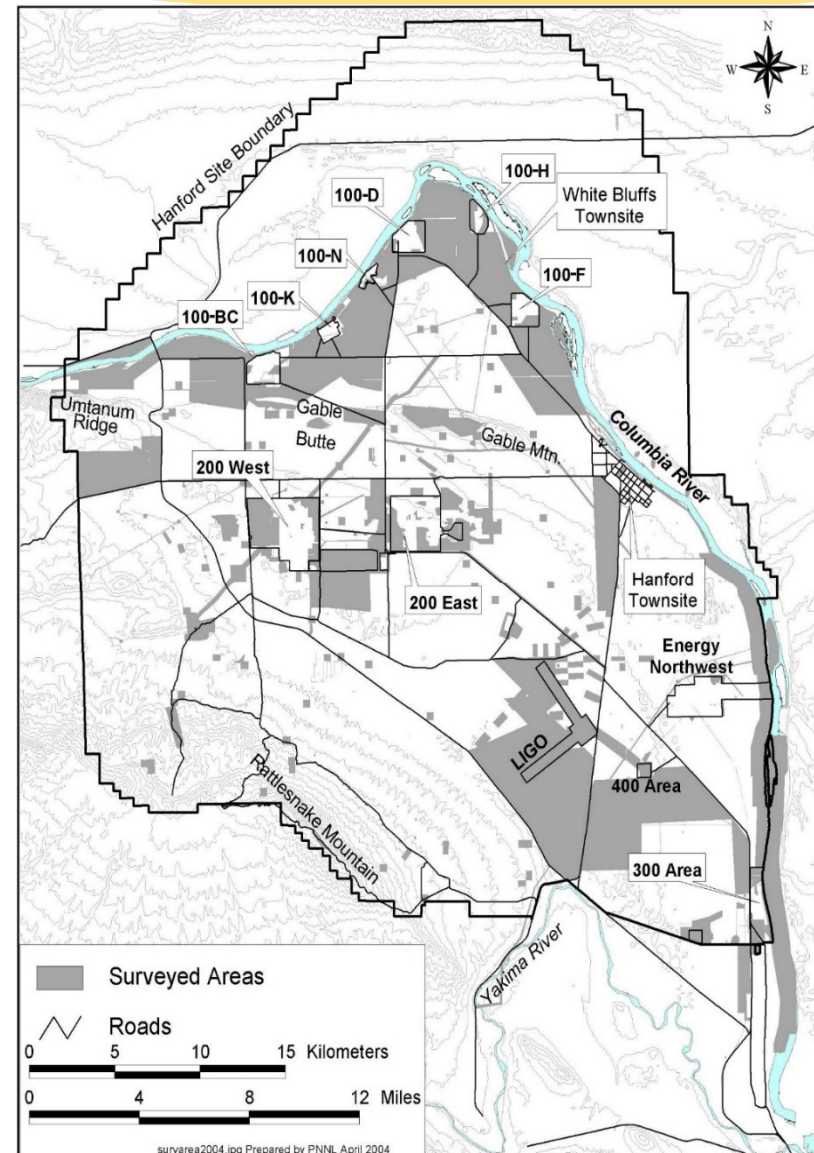 N
W
E
S
Hanford Site Boundary
100-H
100-D
White Bluffs
Townsite
100-N
100-F
100-K
100-BC
Umtanum
Ridge
Gable
Butte
Gable Mtn.
Columbia River
200 West
200 East
Hanford
Townsite
Energy
Northwest
LIGO
400 Area
Rattlesnake Mountain
300 Area
Yakima River
Surveyed Areas
Roads
0 5 10 15 Kilometers
0 4 8 12 Miles
survarea2004.jpg Prepared by PNNL April 2004